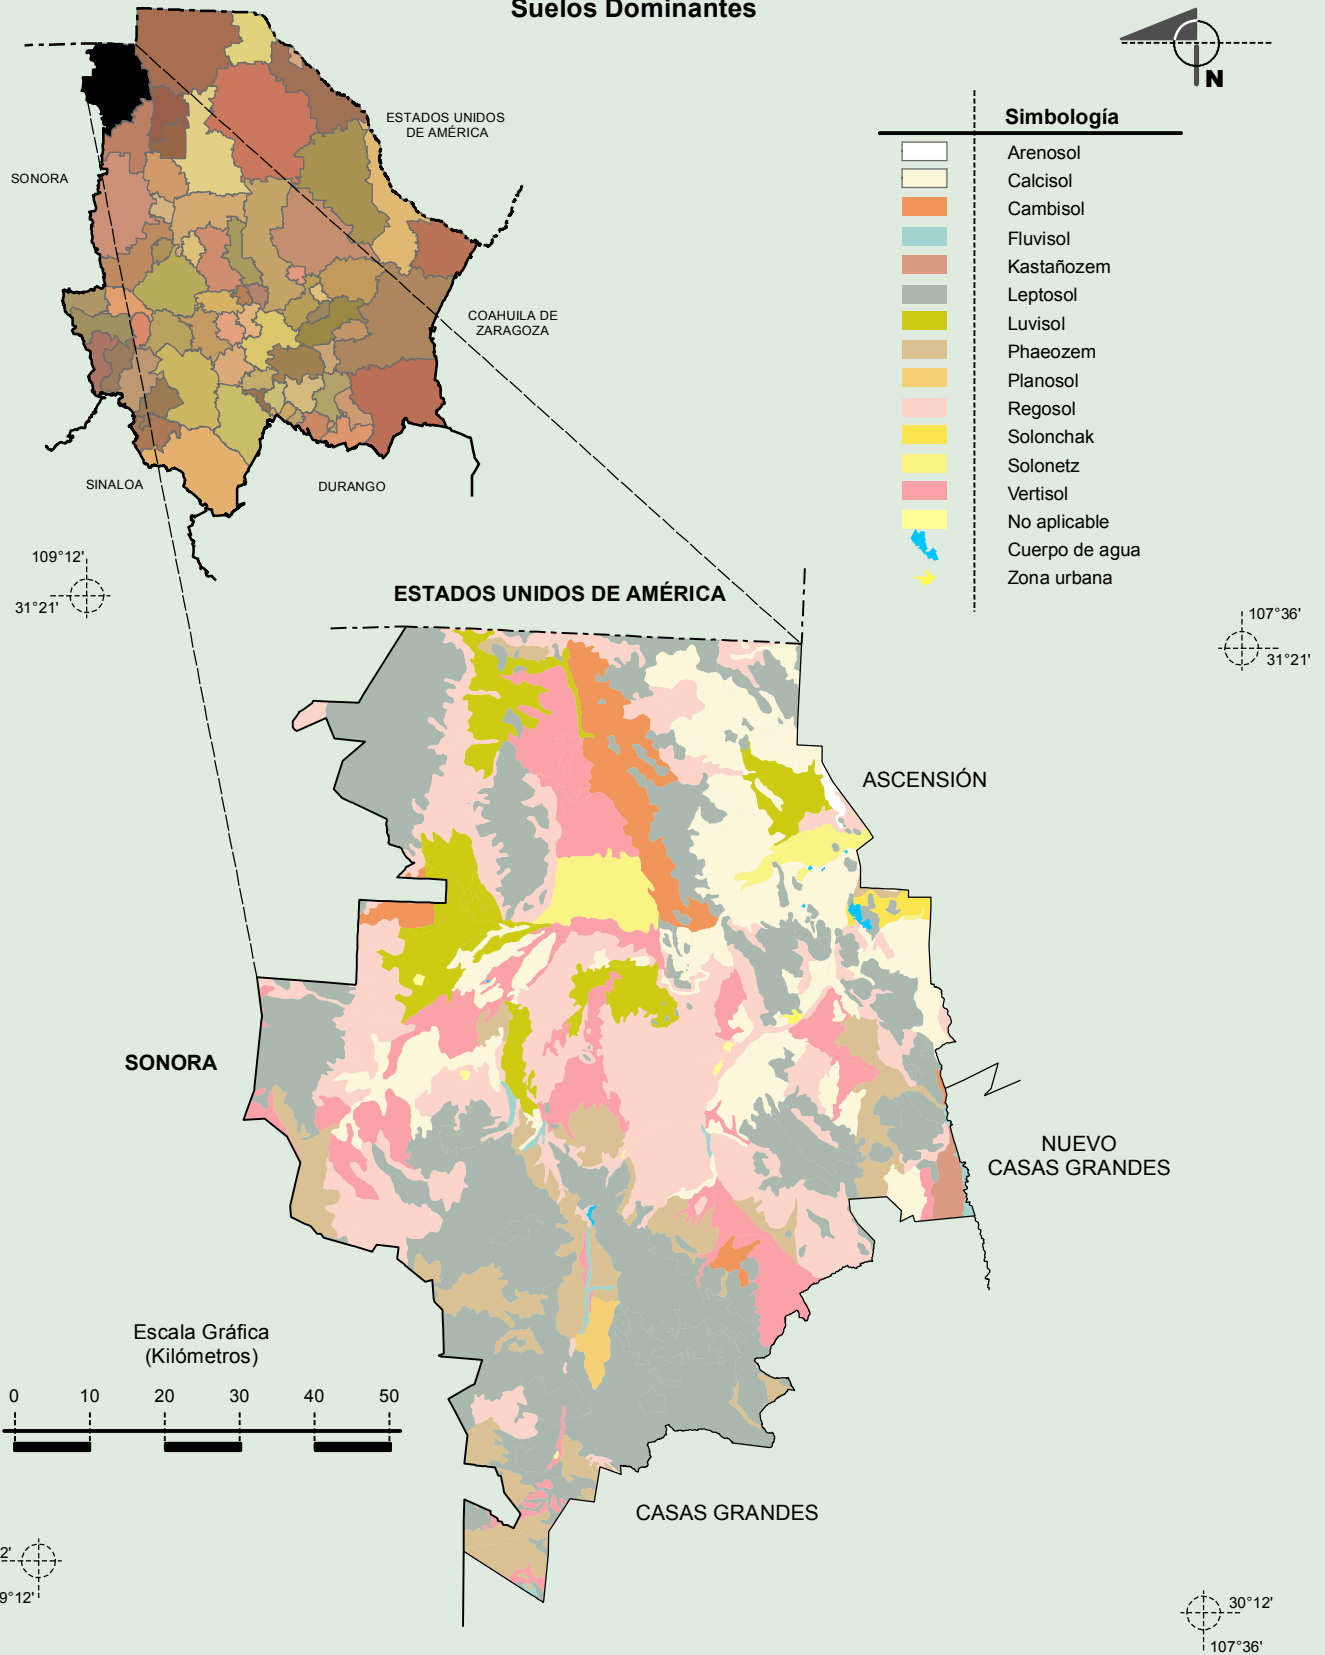 Suelos Dominantes
N
ESTADOS UNIDOS
DE AMÉRICA
SONORA
COAHUILA DE
ZARAGOZA
SINALOA
DURANGO
Simbología
Arenosol
Calcisol
Cambisol
Fluvisol
Kastañozem
Leptosol
Luvisol
Phaeozem
Planosol
Regosol
Solonchak
Solonetz
Vertisol
No aplicable
Cuerpo de agua
Zona urbana
109°12'
31°21'
ESTADOS UNIDOS DE AMÉRICA
107°36'
31°21'
ASCENSIÓN
SONORA
NUEVO
CASAS GRANDES
Escala Gráfica
(Kilómetros)
0 10 20 30 40 50
CASAS GRANDES
2'
9°12'
30°12'
107°36'